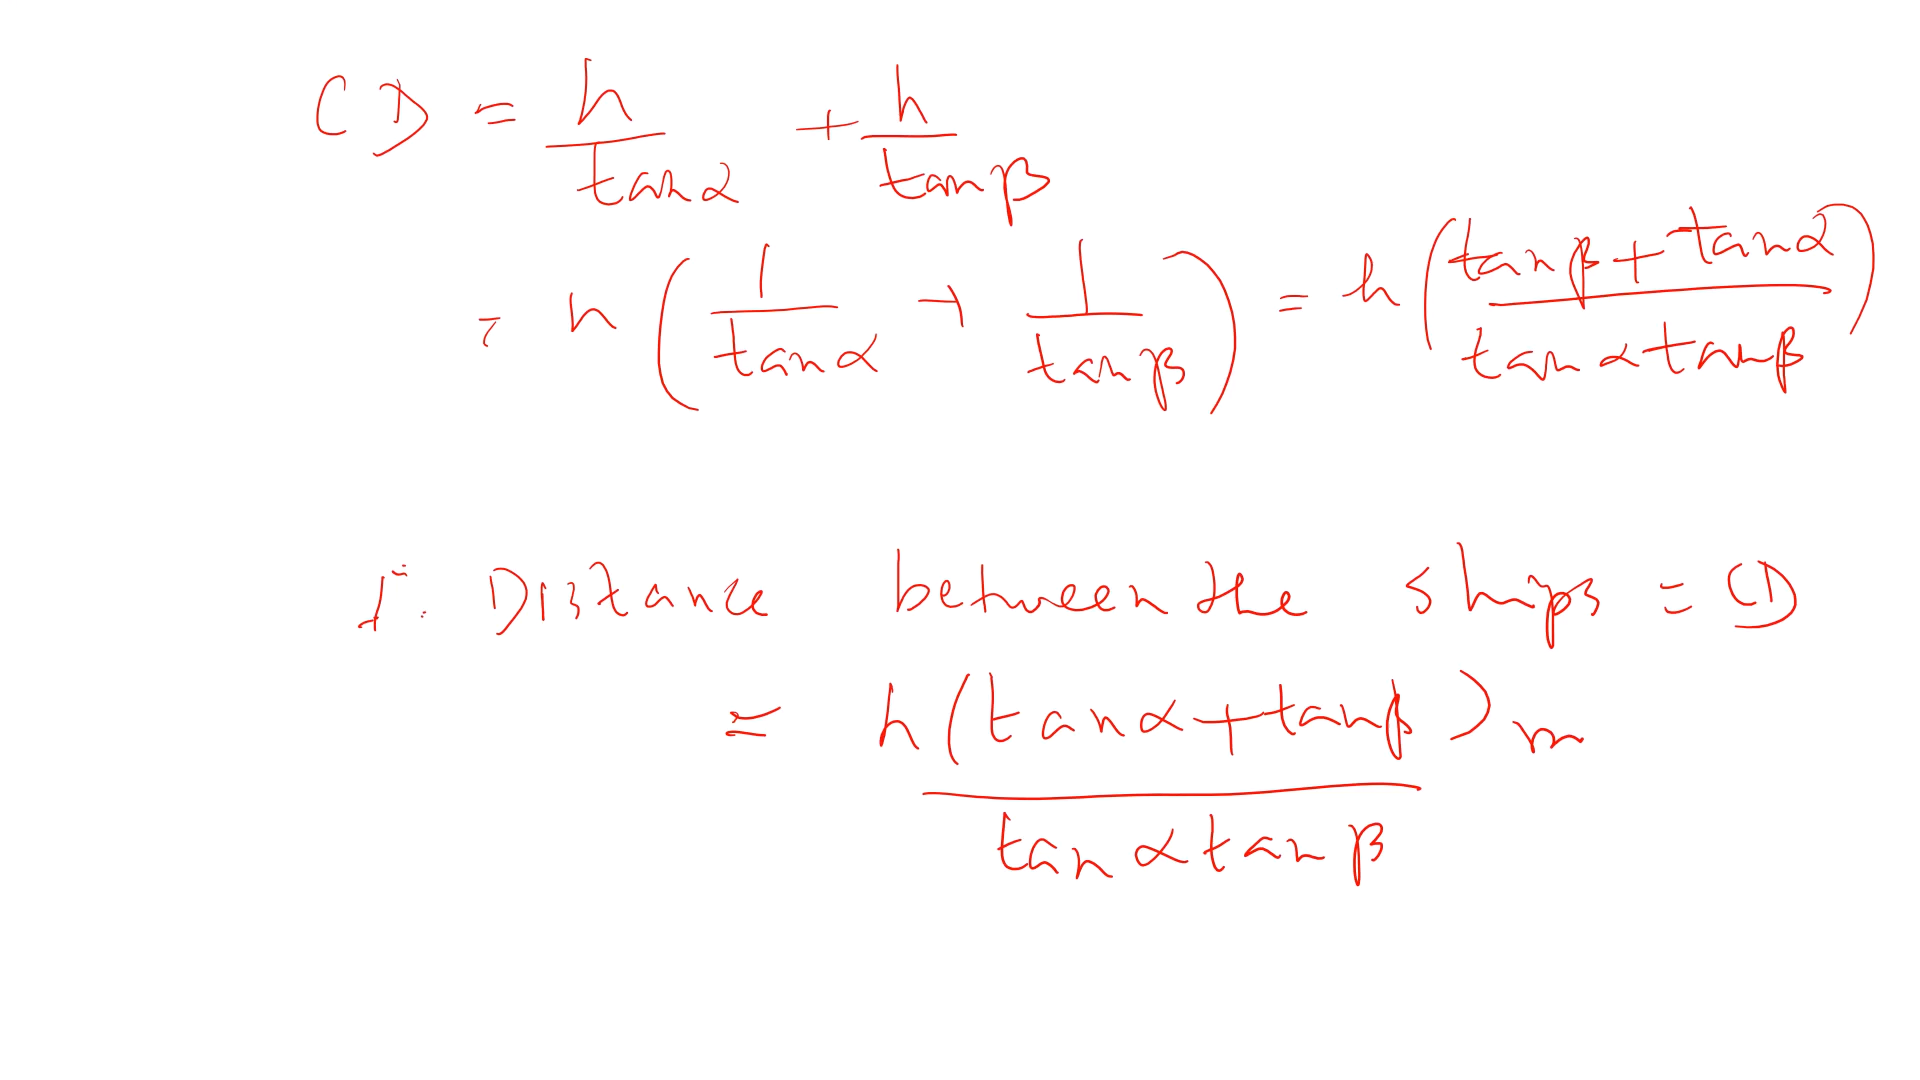 CD = h/tanα + h/tanβ
= h (1/tanα + 1/tanβ) = h (tanβ + tanα / tanα tanβ)
∴ Distance between the ships = CD
= h(tanα + tanβ) / tanα tanβ m